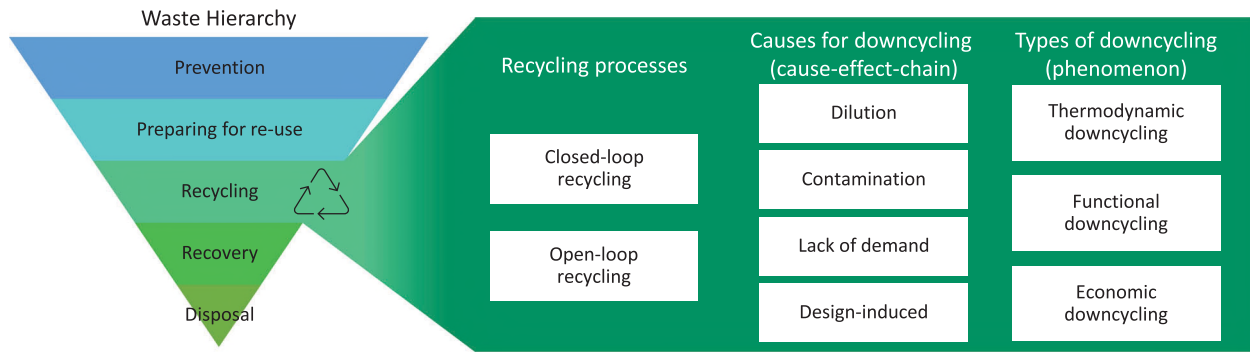 Waste Hierarchy
Prevention
Preparing for re-use
Recycling
Recovery
Disposal
Recycling processes
Closed-loop
recycling
Open-loop
recycling
Causes for downcycling
(cause-effect-chain)
Dilution
Contamination
Lack of demand
Design-induced
Types of downcycling
(phenomenon)
Thermodynamic
downcycling
Functional
downcycling
Economic
downcycling